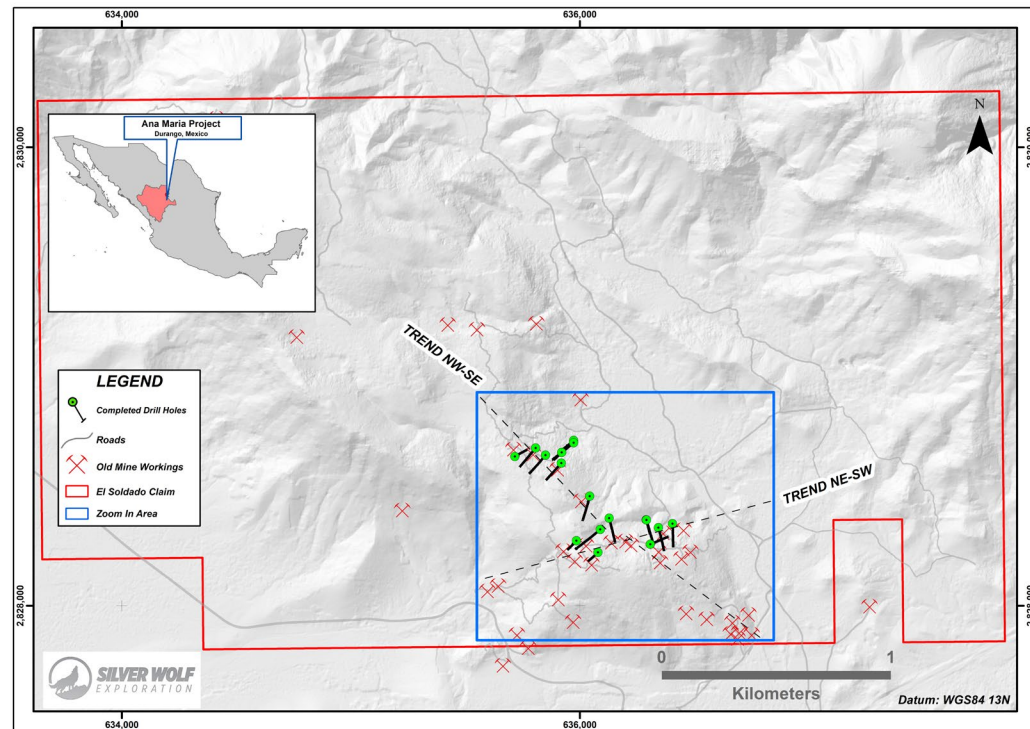 634,000
636,000
2,830,000
2,830,000
N
Ana Maria Project
Durango, Mexico
TREND NW-SE
LEGEND
Completed Drill Holes
Roads
Old Mine Workings
El Soldado Claim
Zoom In Area
TREND NE-SW
2,828,000
2,828,000
SILVER WOLF
EXPLORATION
0
1
Kilometers
Datum: WGS84 13N
634,000
636,000